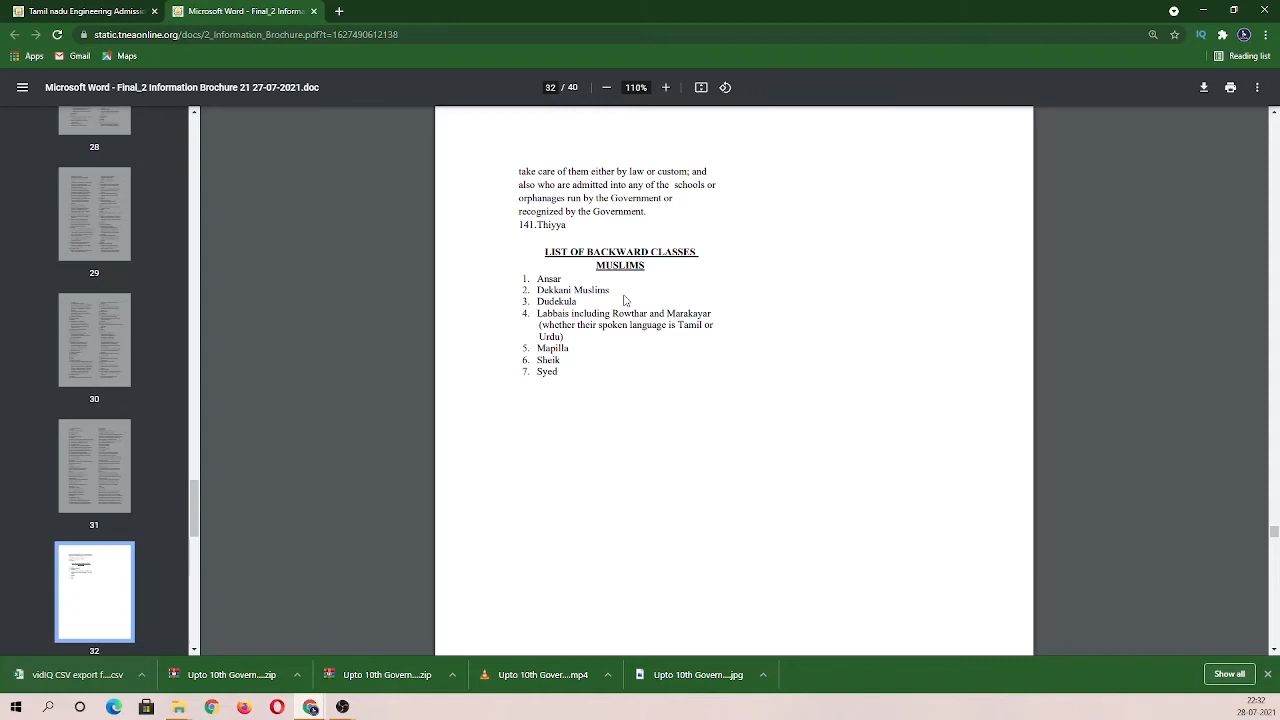 Tamil nadu Engineering Admissi
Microsoft Word - Final_2 Informa
static.tneaonline.org/docs/2_Information_Brochure.pdf?t=1627490612138
Apps
Gmail
Maps
Reading list
Microsoft Word - Final_2 Information Brochure 21 27-07-2021.doc
32 / 40
110%
28
29
30
31
32
take care of them either by law or custom; and
also who are admitted into any of the schools or
orphanages run by the Government or
recognized by the Government.
141.Thiyya
LIST OF BACKWARD CLASSES
MUSLIMS
1. Ansar
2. Dekkani Muslims
3. Dudekula
4. Labbais including Rowthar and Marakayar
(whether their spoken language is Tamil or
Urdu)
5. Mapilla
6. Sheik
7. Syed
vidIQ CSV export f....csv
Upto 10th Govern....zip
Upto 10th Govern....zip
Upto 10th Govern....mp4
Upto 10th Govern....jpg
Show all
22:32
28-07-2021